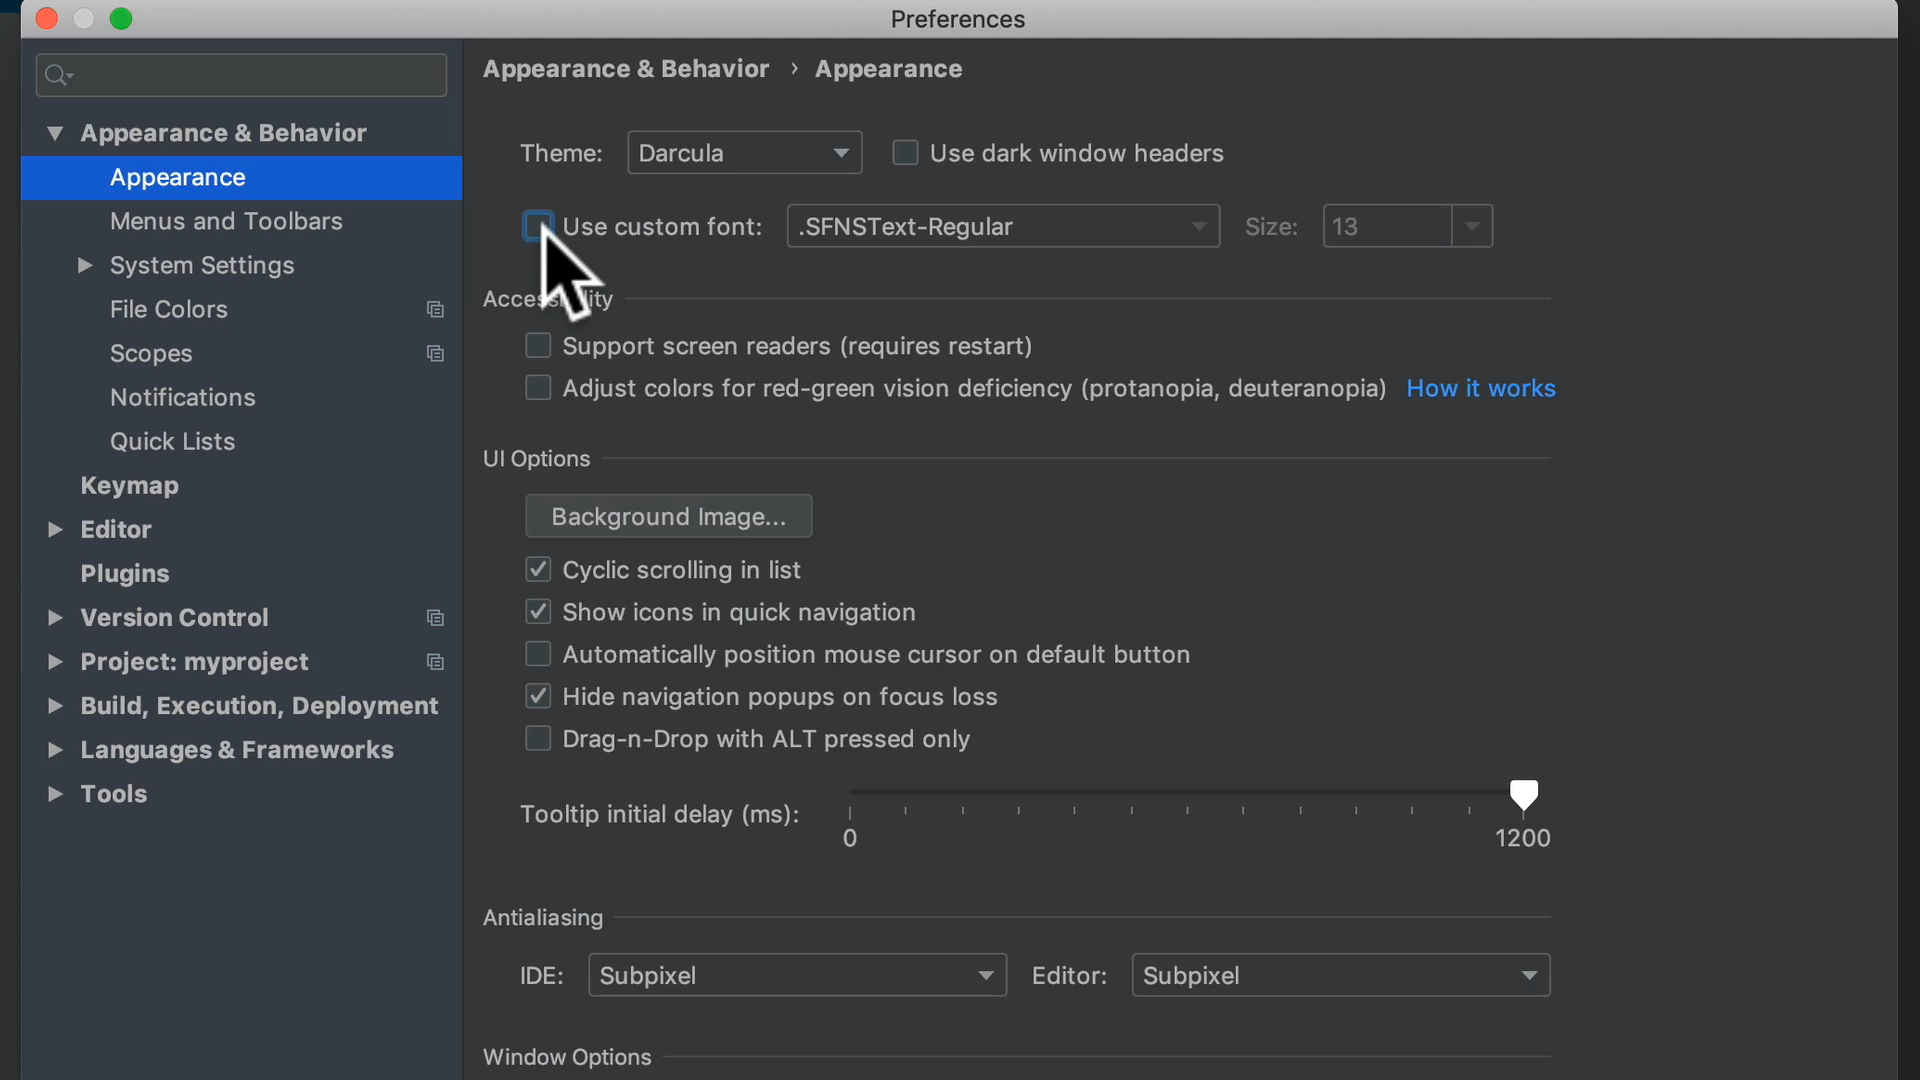 Preferences
Appearance & Behavior › Appearance
Appearance & Behavior
Appearance
Menus and Toolbars
System Settings
File Colors
Scopes
Notifications
Quick Lists
Keymap
Editor
Plugins
Version Control
Project: myproject
Build, Execution, Deployment
Languages & Frameworks
Tools
Theme: Darcula Use dark window headers
Use custom font: .SFNSText-Regular Size: 13
Accessibility
Support screen readers (requires restart)
Adjust colors for red-green vision deficiency (protanopia, deuteranopia) How it works
UI Options
Background Image...
Cyclic scrolling in list
Show icons in quick navigation
Automatically position mouse cursor on default button
Hide navigation popups on focus loss
Drag-n-Drop with ALT pressed only
Tooltip initial delay (ms):
0 1200
Antialiasing
IDE: Subpixel Editor: Subpixel
Window Options